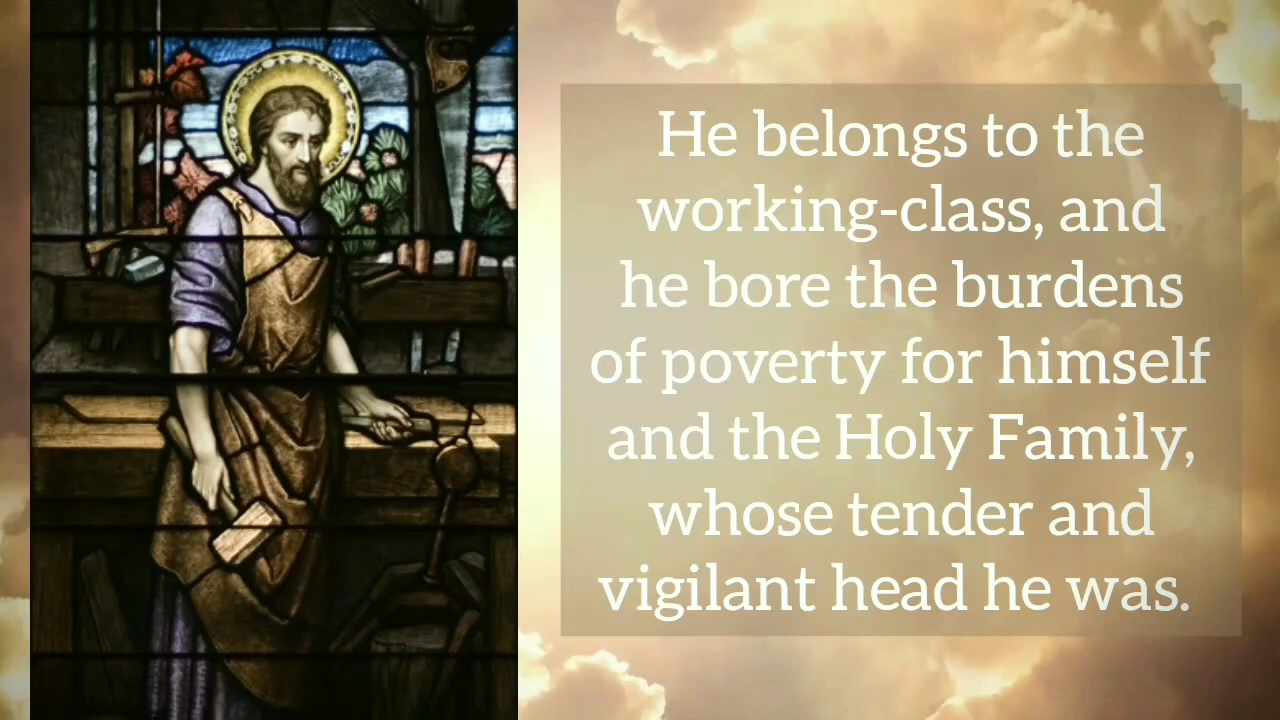 He belongs to the
working-class, and
he bore the burdens
of poverty for himself
and the Holy Family,
whose tender and
vigilant head he was.